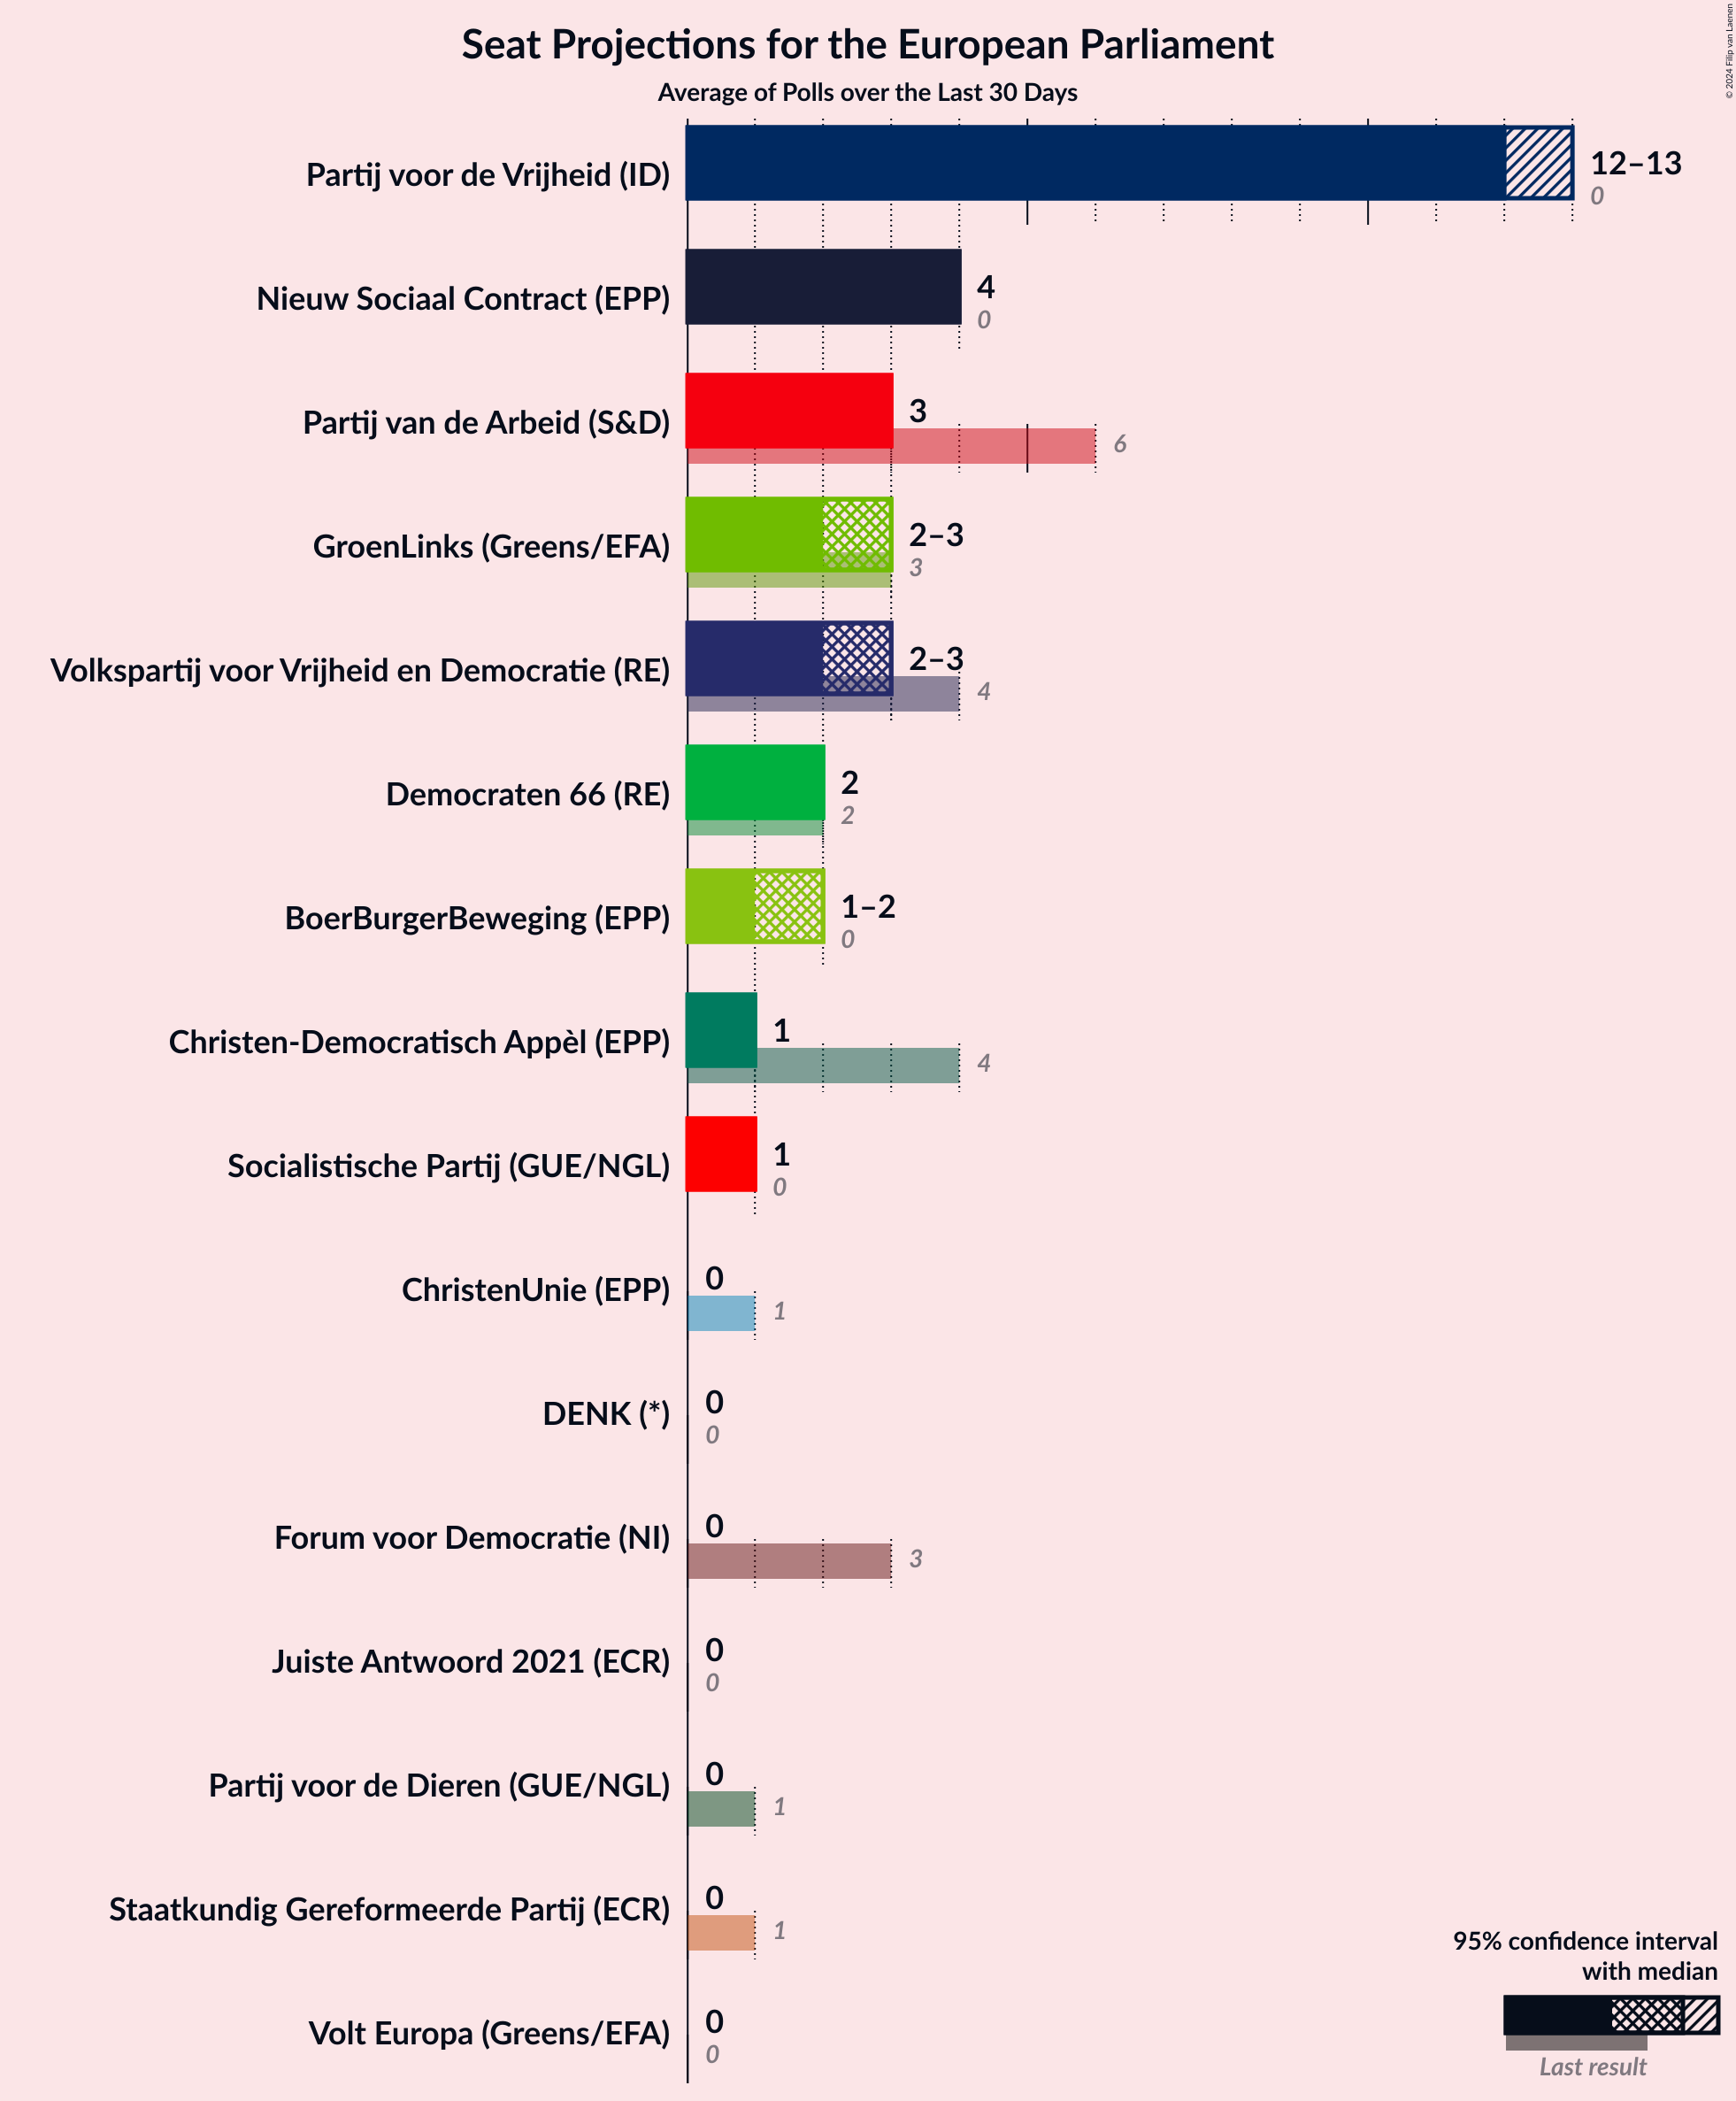 Seat Projections for the European Parliament
Average of Polls over the Last 30 Days
© 2024 Filip van Laenen
Partij voor de Vrijheid (ID)
12–13
0
Nieuw Sociaal Contract (EPP)
4
0
Partij van de Arbeid (S&D)
3
6
GroenLinks (Greens/EFA)
2–3
3
Volkspartij voor Vrijheid en Democratie (RE)
2–3
4
Democraten 66 (RE)
2
2
BoerBurgerBeweging (EPP)
1–2
0
Christen-Democratisch Appèl (EPP)
1
4
Socialistische Partij (GUE/NGL)
1
0
ChristenUnie (EPP)
0
1
DENK (*)
0
0
Forum voor Democratie (NI)
0
3
Juiste Antwoord 2021 (ECR)
0
0
Partij voor de Dieren (GUE/NGL)
0
1
Staatkundig Gereformeerde Partij (ECR)
0
1
Volt Europa (Greens/EFA)
0
0
95% confidence interval
with median
Last result